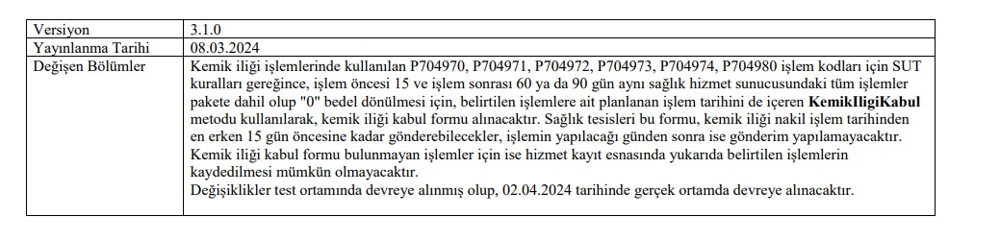 Versiyon 3.1.0
Yayınlanma Tarihi 08.03.2024
Değişen Bölümler Kemik iliği işlemlerinde kullanılan P704970, P704971, P704972, P704973, P704974, P704980 işlem kodları için SUT
kuralları gereğince, işlem öncesi 15 ve işlem sonrası 60 ya da 90 gün aynı sağlık hizmet sunucusundaki tüm işlemler
pakete dahil olup "0" bedel dönülmesi için, belirtilen işlemlere ait planlanan işlem tarihini de içeren KemikIligiKabul
metodu kullanılarak, kemik iliği kabul formu alınacaktır. Sağlık tesisleri bu formu, kemik iliği nakil işlem tarihinden
en erken 15 gün öncesine kadar gönderebilecekler, işlemin yapılacağı günden sonra ise gönderim yapılamayacaktır.
Kemik iliği kabul formu bulunmayan işlemler için ise hizmet kayıt esnasında yukarıda belirtilen işlemlerin
kaydedilmesi mümkün olmayacaktır.
Değişiklikler test ortamında devreye alınmış olup, 02.04.2024 tarihinde gerçek ortamda devreye alınacaktır.